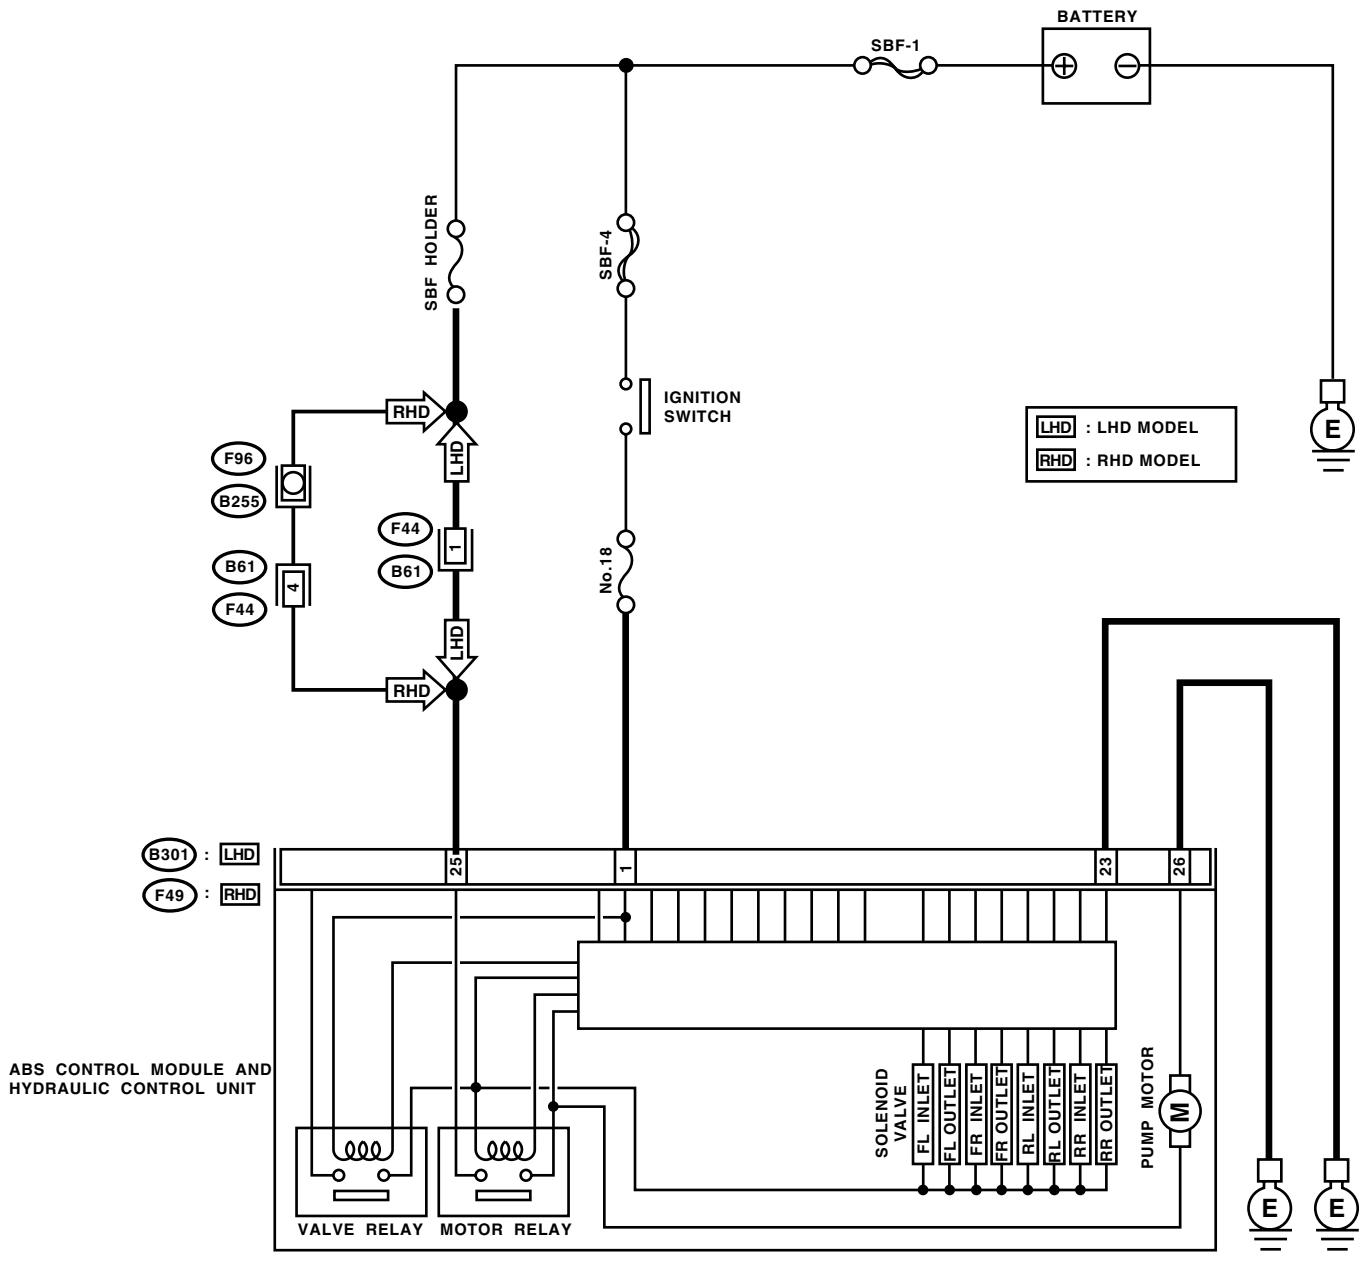 BATTERY
SBF-1
+
−
SBF HOLDER
SBF-4
RHD
LHD
IGNITION
SWITCH
LHD : LHD MODEL
RHD : RHD MODEL
E
F96
B255
F44
1
B61
B61
4
F44
No.18
LHD
RHD
B301 : LHD
F49 : RHD
25
1
23
26
ABS CONTROL MODULE AND
HYDRAULIC CONTROL UNIT
SOLENOID
VALVE
FL INLET
FL OUTLET
FR INLET
FR OUTLET
RL INLET
RL OUTLET
RR INLET
RR OUTLET
PUMP MOTOR
M
E
E
VALVE RELAY
MOTOR RELAY